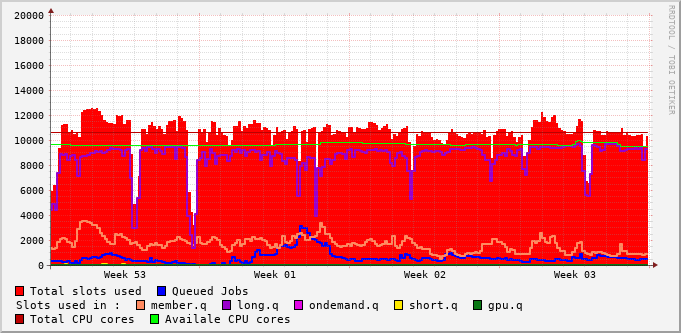 RRDTOOL / TOBI OETIKER
20000
18000
16000
14000
12000
10000
8000
6000
4000
2000
0
Week 53 Week 01 Week 02 Week 03
Total slots used Queued Jobs
Slots used in : member.q long.q ondemand.q short.q gpu.q
Total CPU cores Availale CPU cores